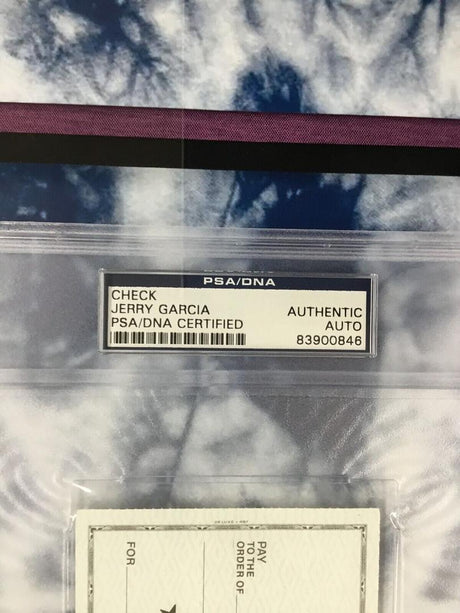 PSA/DNA
CHECK
JERRY GARCIA
PSA/DNA CERTIFIED
AUTHENTIC
AUTO
83900846
PAY
TO THE
ORDER OF
FOR